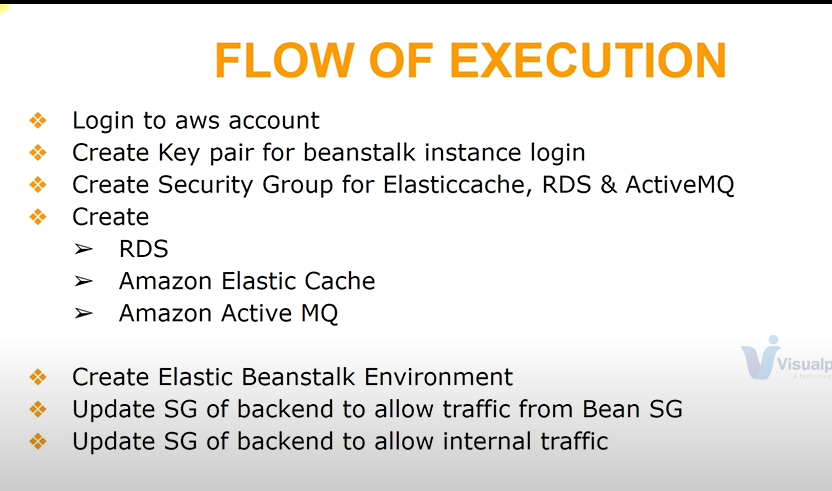 FLOW OF EXECUTION
Login to aws account
Create Key pair for beanstalk instance login
Create Security Group for Elasticcache, RDS & ActiveMQ
Create
RDS
Amazon Elastic Cache
Amazon Active MQ
Visualp
Create Elastic Beanstalk Environment
Update SG of backend to allow traffic from Bean SG
Update SG of backend to allow internal traffic